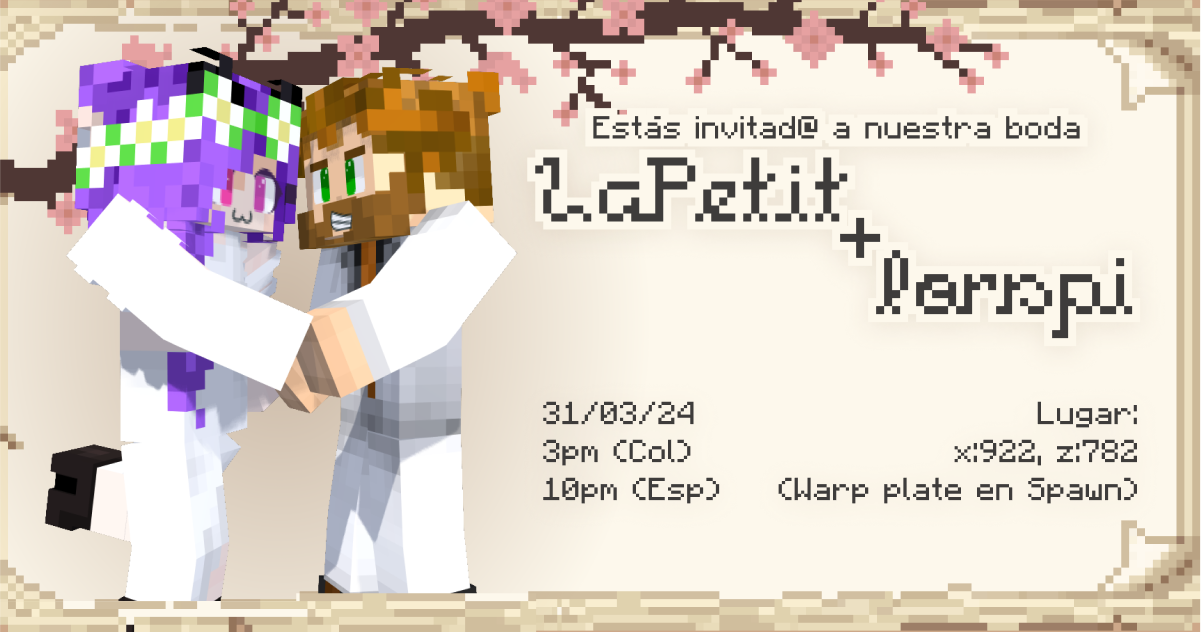 Estás invitad@ a nuestra boda
LaPetit
+
lornpi
31/03/24
3pm (Col)
10pm (Esp)
Lugar:
x:922, z:782
(Warp plate en Spawn)